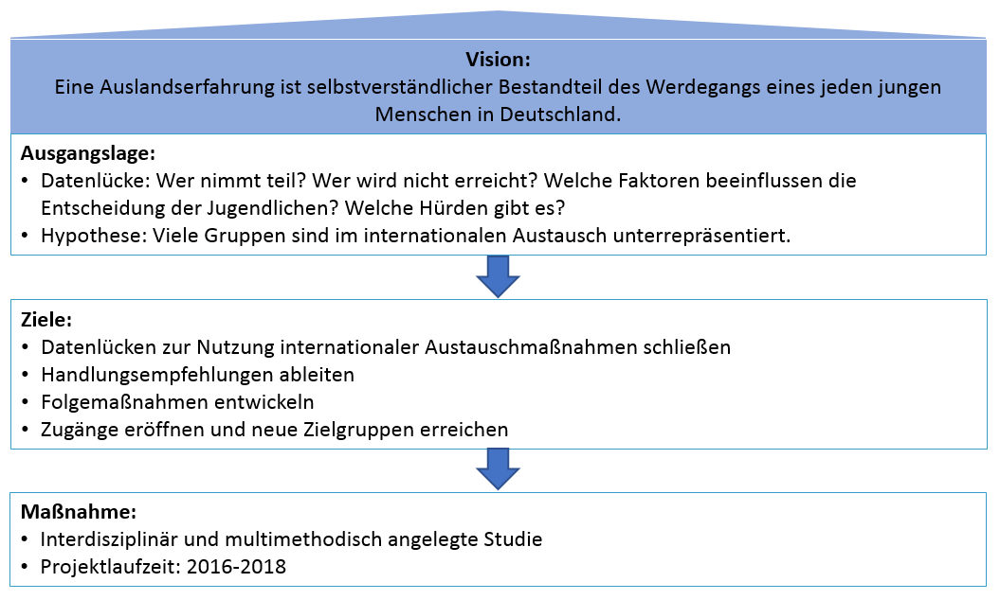 Vision:
Eine Auslandserfahrung ist selbstverständlicher Bestandteil des Werdegangs eines jeden jungen
Menschen in Deutschland.
Ausgangslage:
• Datenlücke: Wer nimmt teil? Wer wird nicht erreicht? Welche Faktoren beeinflussen die
Entscheidung der Jugendlichen? Welche Hürden gibt es?
• Hypothese: Viele Gruppen sind im internationalen Austausch unterrepräsentiert.
Ziele:
• Datenlücken zur Nutzung internationaler Austauschmaßnahmen schließen
• Handlungsempfehlungen ableiten
• Folgemaßnahmen entwickeln
• Zugänge eröffnen und neue Zielgruppen erreichen
Maßnahme:
• Interdisziplinär und multimethodisch angelegte Studie
• Projektlaufzeit: 2016-2018